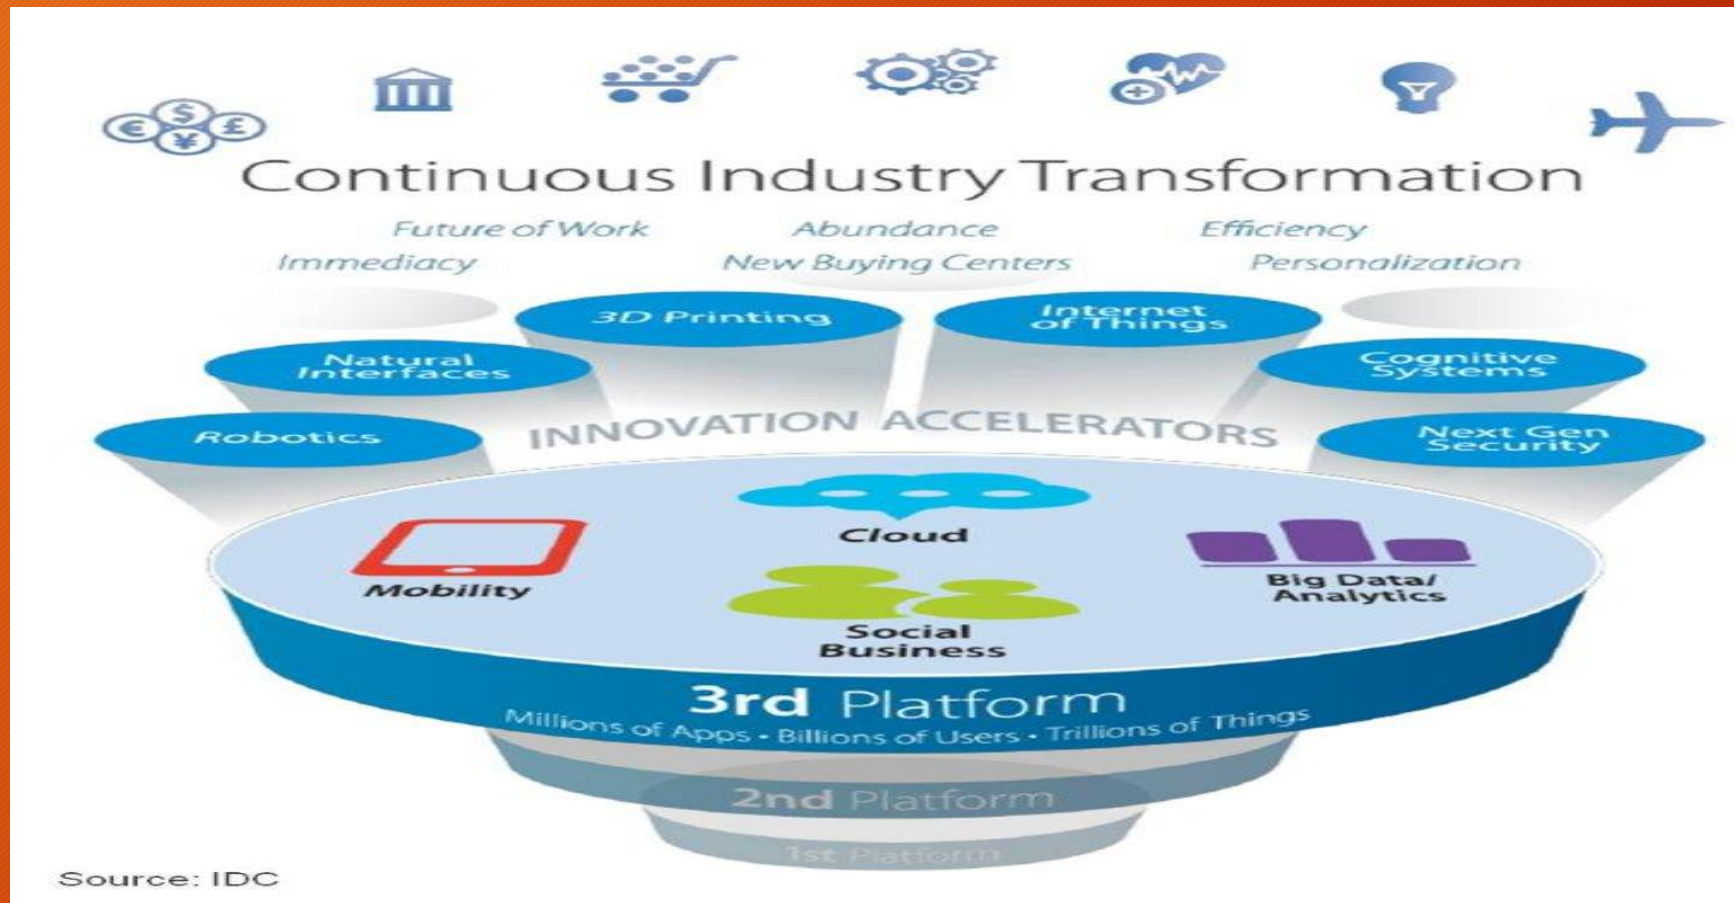 € $ £
¥
Continuous Industry Transformation
Future of Work Abundance Efficiency
Immediacy New Buying Centers Personalization
3D Printing
Internet
of Things
Natural
Interfaces
Cognitive
Systems
Robotics
INNOVATION ACCELERATORS
Next Gen
Security
Cloud
Mobility
Big Data/
Analytics
Social
Business
3rd Platform
Millions of Apps • Billions of Users • Trillions of Things
2nd Platform
1st Platform
Source: IDC